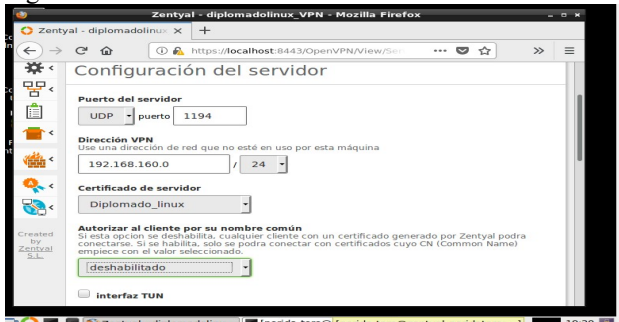 Zentyal - diplomadolinux_VPN - Mozilla Firefox
Zentyal - diplomadolinux
https://localhost:8443/OpenVPN/View/Ser
Configuración del servidor
Puerto del servidor
UDP puerto 1194
Dirección VPN
Use una dirección de red que no esté en uso por esta máquina
192.168.160.0 / 24
Certificado de servidor
Diplomado_linux
Autorizar al cliente por su nombre común
Si esta opcion se deshabilita, cualquier cliente con un certificado generado por Zentyal podra
conectarse. Si se habilita, solo se podra conectar con certificados cuyo CN (Common Name)
empiece con el valor seleccionado.
deshabilitado
interfaz TUN
Created
by
Zentyal
S.L.